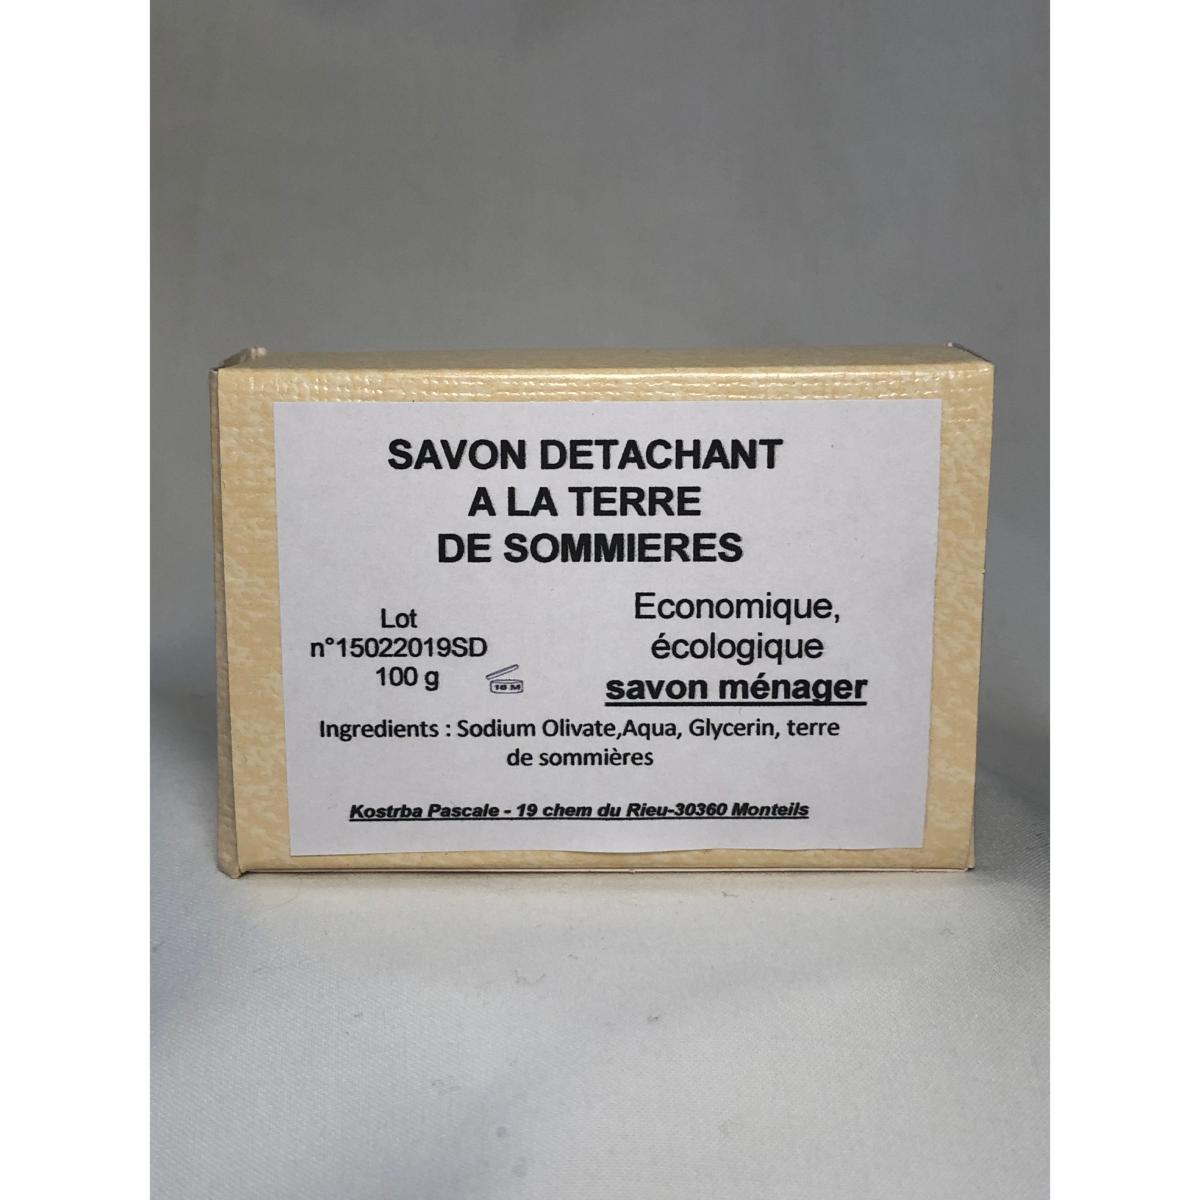 SAVON DETACHANT
A LA TERRE
DE SOMMIERES
Lot
n°15022019SD
100 g
Economique,
écologique
savon ménager
Ingredients : Sodium Olivate,Aqua, Glycerin, terre
de sommières
Kostrba Pascale - 19 chem du Rieu-30360 Monteils